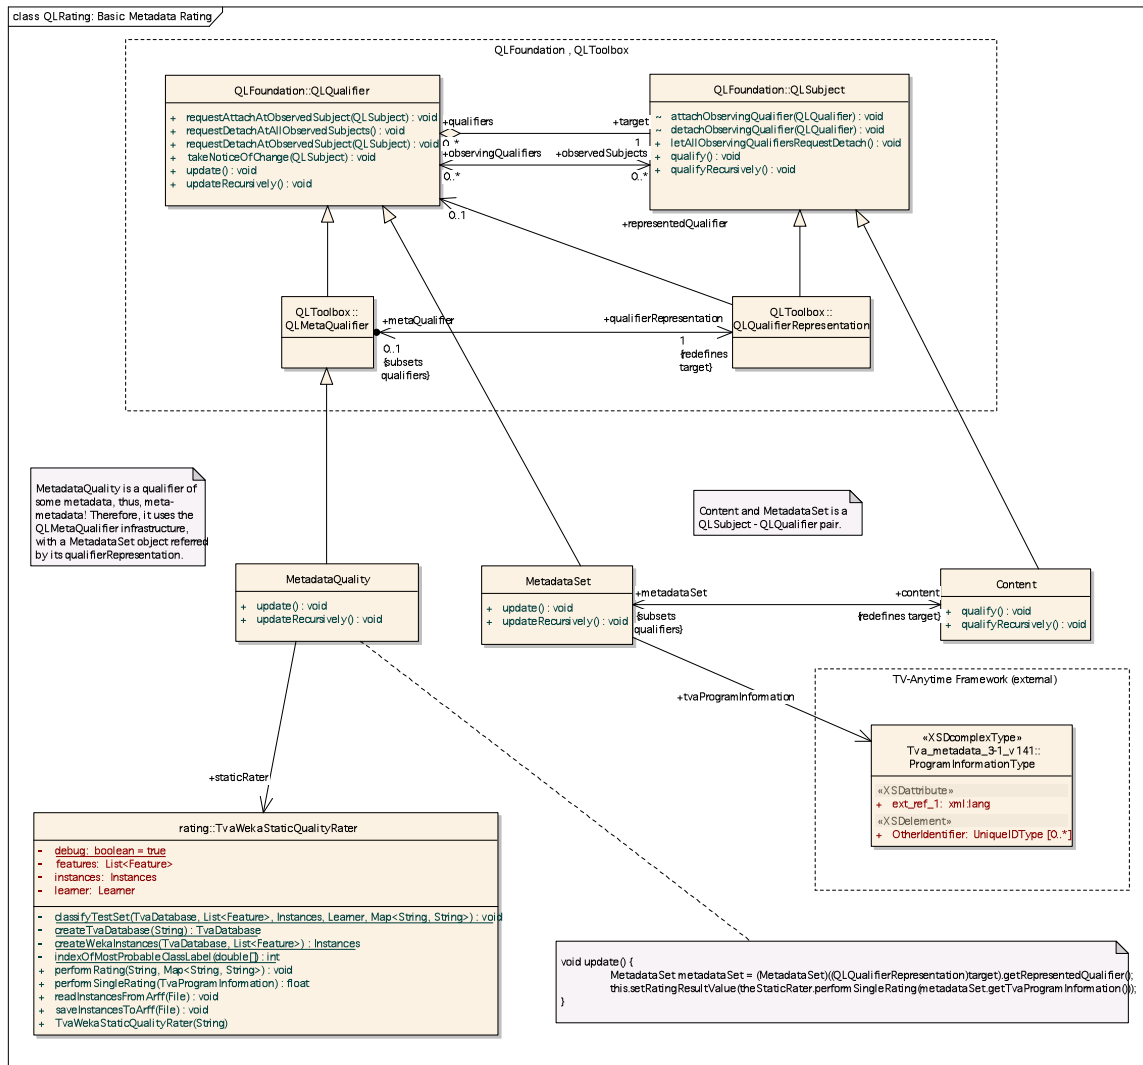 class QLRating: Basic Metadata Rating
QLFoundation , QLToolbox
QLFoundation::QLQualifier
+ requestAttachAtObservedSubject(QLSubject) : void
+ requestDetachAtAllObservedSubjects() : void
+ requestDetachAtObservedSubject(QLSubject) : void
+ takeNoticeOfChange(QLSubject) : void
+ update() : void
+ updateRecursively() : void
QLFoundation::QLSubject
~ attachObservingQualifier(QLQualifier) : void
~ detachObservingQualifier(QLQualifier) : void
+ letAllObservingQualifiersRequestDetach() : void
+ qualify() : void
+ qualifyRecursively() : void
+qualifiers
+target
0..*
1
+observingQualifiers
+observedSubjects
0..*
0..*
0..1
+representedQualifier
QLToolbox::
QLMetaQualifier
QLToolbox::
QLQualifierRepresentation
+metaQualifier
+qualifierRepresentation
0..1
{subsets
qualifiers}
1
{redefines
target}
MetadataQuality is a qualifier of
some metadata, thus, meta-
metadata! Therefore, it uses the
QLMetaQualifier infrastructure,
with a MetadataSet object referred
by its qualifierRepresentation.
Content and MetadataSet is a
QLSubject - QLQualifier pair.
MetadataQuality
+ update() : void
+ updateRecursively() : void
MetadataSet
+ update() : void
+ updateRecursively() : void
Content
+ qualify() : void
+ qualifyRecursively() : void
+metadataSet
+content
{subsets
qualifiers}
{redefines target}
+tvaProgramInformation
TV-Anytime Framework (external)
«XSDcomplexType»
Tva_metadata_3-1_v141::
ProgramInformationType
«XSDattribute»
+ ext_ref_1: xml:lang
«XSDelement»
+ OtherIdentifier: UniqueIDType [0..*]
+staticRater
rating::TvaWekaStaticQualityRater
- debug: boolean = true
- features: List<Feature>
- instances: Instances
- learner: Learner
- classifyTestSet(TvaDatabase, List<Feature>, Instances, Learner, Map<String, String>) : void
- createTvaDatabase(String) : TvaDatabase
- createWekaInstances(TvaDatabase, List<Feature>) : Instances
- indexOfMostProbableClassLabel(double[]) : int
+ performRating(String, Map<String, String>) : void
+ performSingleRating(TvaProgramInformation) : float
+ readInstancesFromArff(File) : void
+ saveInstancesToArff(File) : void
+ TvaWekaStaticQualityRater(String)
void update() {
MetadataSet metadataSet = (MetadataSet)((QLQualifierRepresentation)target).getRepresentedQualifier();
this.setRatingResultValue(theStaticRater.performSingleRating(metadataSet.getTvaProgramInformation()));
}